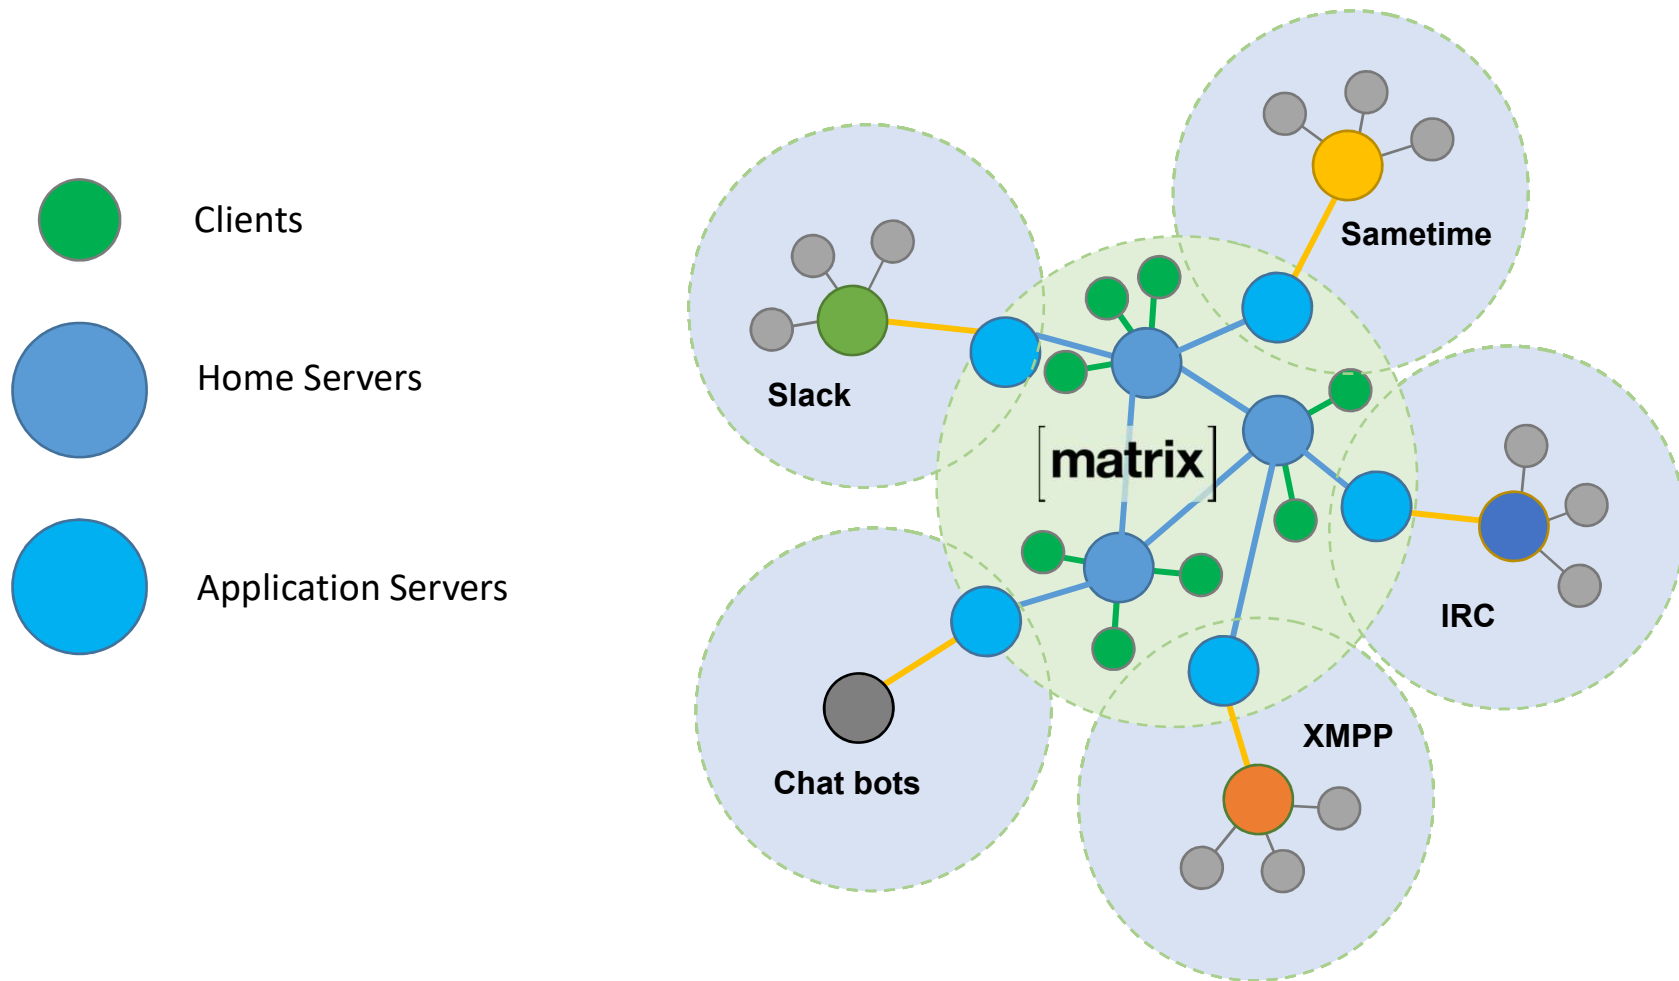 Clients
Home Servers
Application Servers
Sametime
Slack
[matrix]
IRC
XMPP
Chat bots